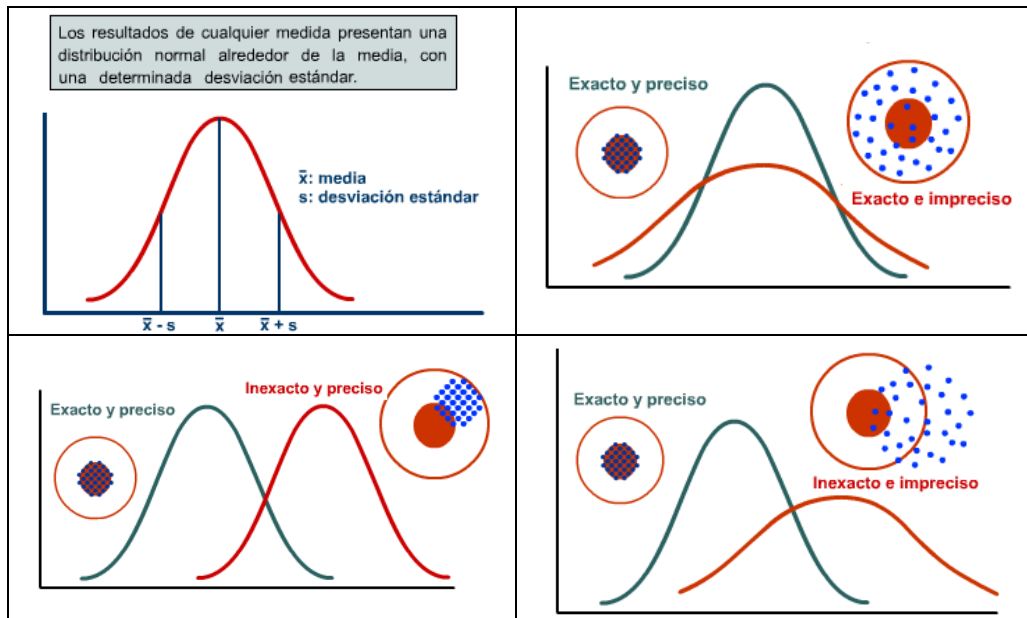 Los resultados de cualquier medida presentan una
distribución normal alrededor de la media, con
una determinada desviación estándar.
x̄: media
s: desviación estándar
x̄ - s
x̄
x̄ + s
Exacto y preciso
Exacto e impreciso
Exacto y preciso
Inexacto y preciso
Exacto y preciso
Inexacto e impreciso